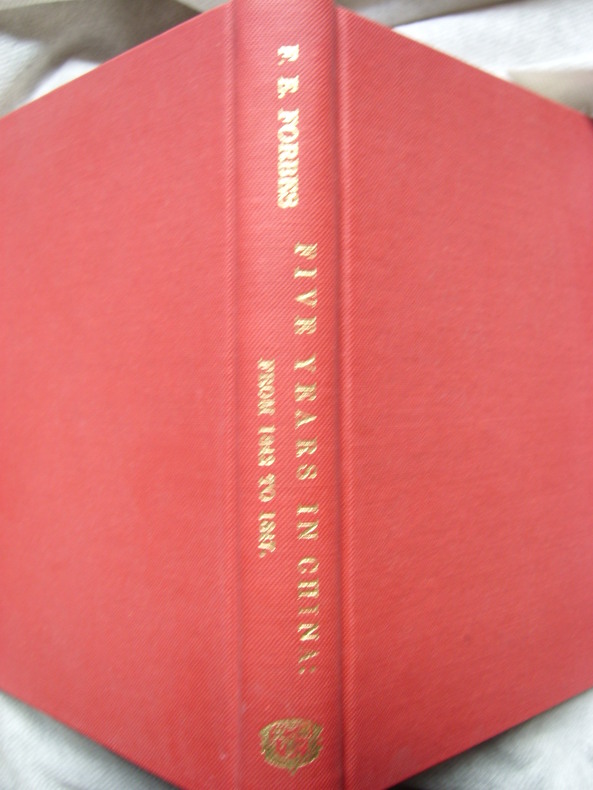 F. E. FORBES
FIVE YEARS IN CHINA:
FROM 1842 TO 1847.